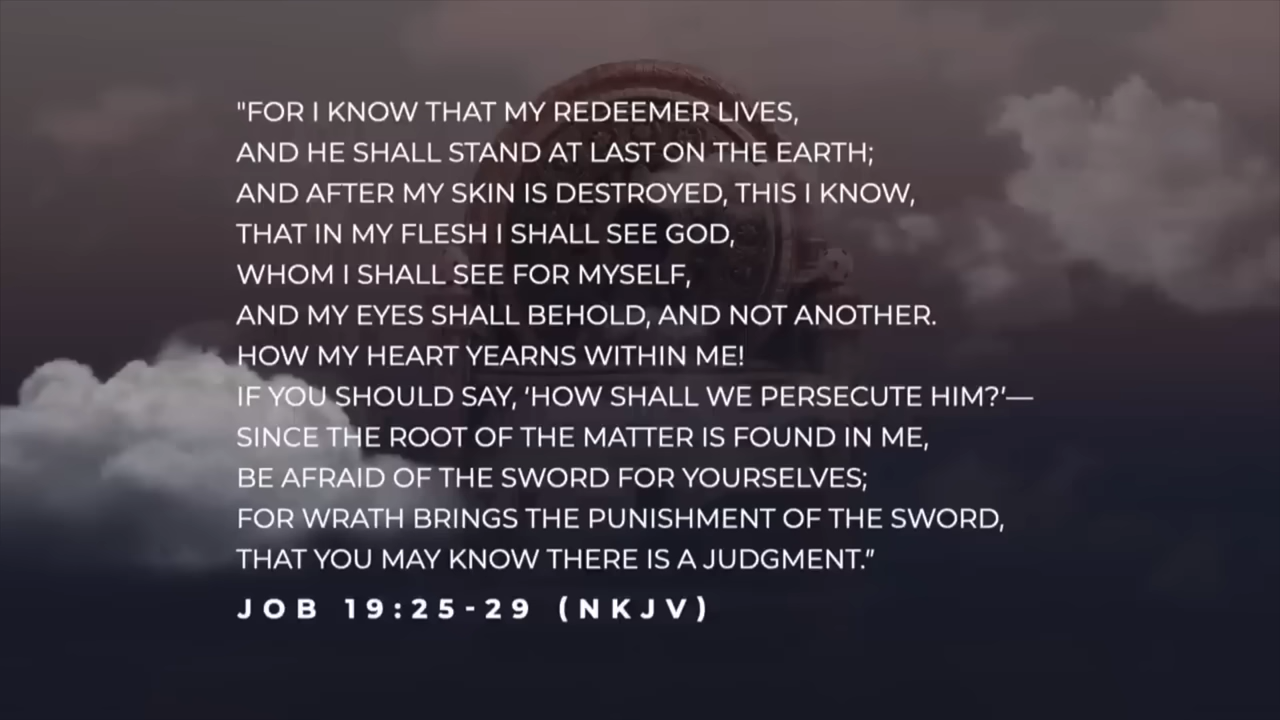 "FOR I KNOW THAT MY REDEEMER LIVES,
AND HE SHALL STAND AT LAST ON THE EARTH;
AND AFTER MY SKIN IS DESTROYED, THIS I KNOW,
THAT IN MY FLESH I SHALL SEE GOD,
WHOM I SHALL SEE FOR MYSELF,
AND MY EYES SHALL BEHOLD, AND NOT ANOTHER.
HOW MY HEART YEARNS WITHIN ME!
IF YOU SHOULD SAY, ‘HOW SHALL WE PERSECUTE HIM?’—
SINCE THE ROOT OF THE MATTER IS FOUND IN ME,
BE AFRAID OF THE SWORD FOR YOURSELVES;
FOR WRATH BRINGS THE PUNISHMENT OF THE SWORD,
THAT YOU MAY KNOW THERE IS A JUDGMENT.”
JOB 19:25-29 (NKJV)